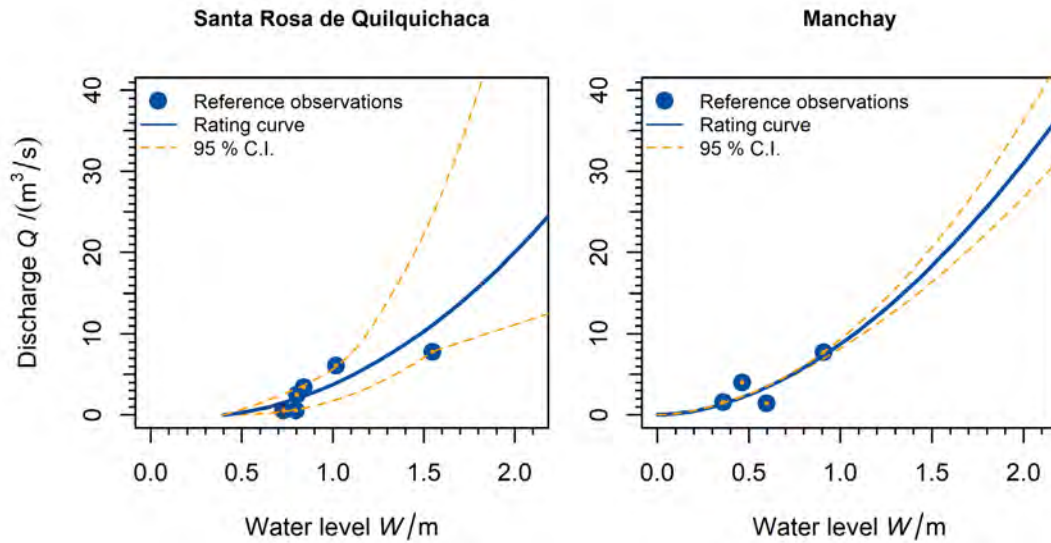 Santa Rosa de Quilquichaca
Manchay
Discharge Q /(m³/s)
40
30
20
10
0
Reference observations
Rating curve
95 % C.I.
0.0 0.5 1.0 1.5 2.0
Water level W/m
40
30
20
10
0
Reference observations
Rating curve
95 % C.I.
0.0 0.5 1.0 1.5 2.0
Water level W/m